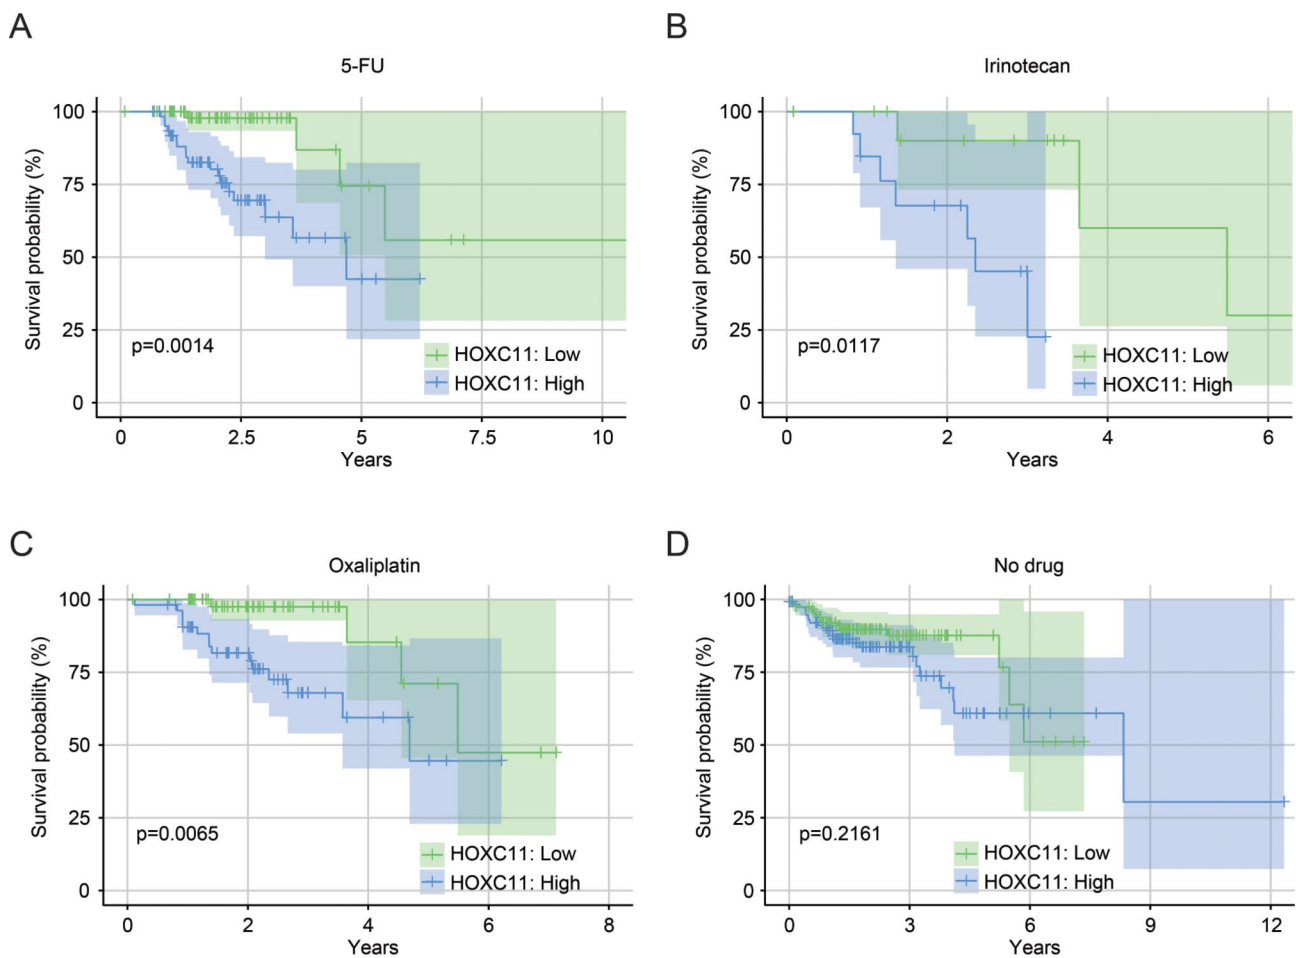 A
5-FU
Survival probability (%)
100
75
50
25
0
p=0.0014
HOXC11: Low
HOXC11: High
0 2.5 5 7.5 10
Years
B
Irinotecan
Survival probability (%)
100
75
50
25
0
p=0.0117
HOXC11: Low
HOXC11: High
0 2 4 6
Years
C
Oxaliplatin
Survival probability (%)
100
75
50
25
0
p=0.0065
HOXC11: Low
HOXC11: High
0 2 4 6 8
Years
D
No drug
Survival probability (%)
100
75
50
25
0
p=0.2161
HOXC11: Low
HOXC11: High
0 3 6 9 12
Years